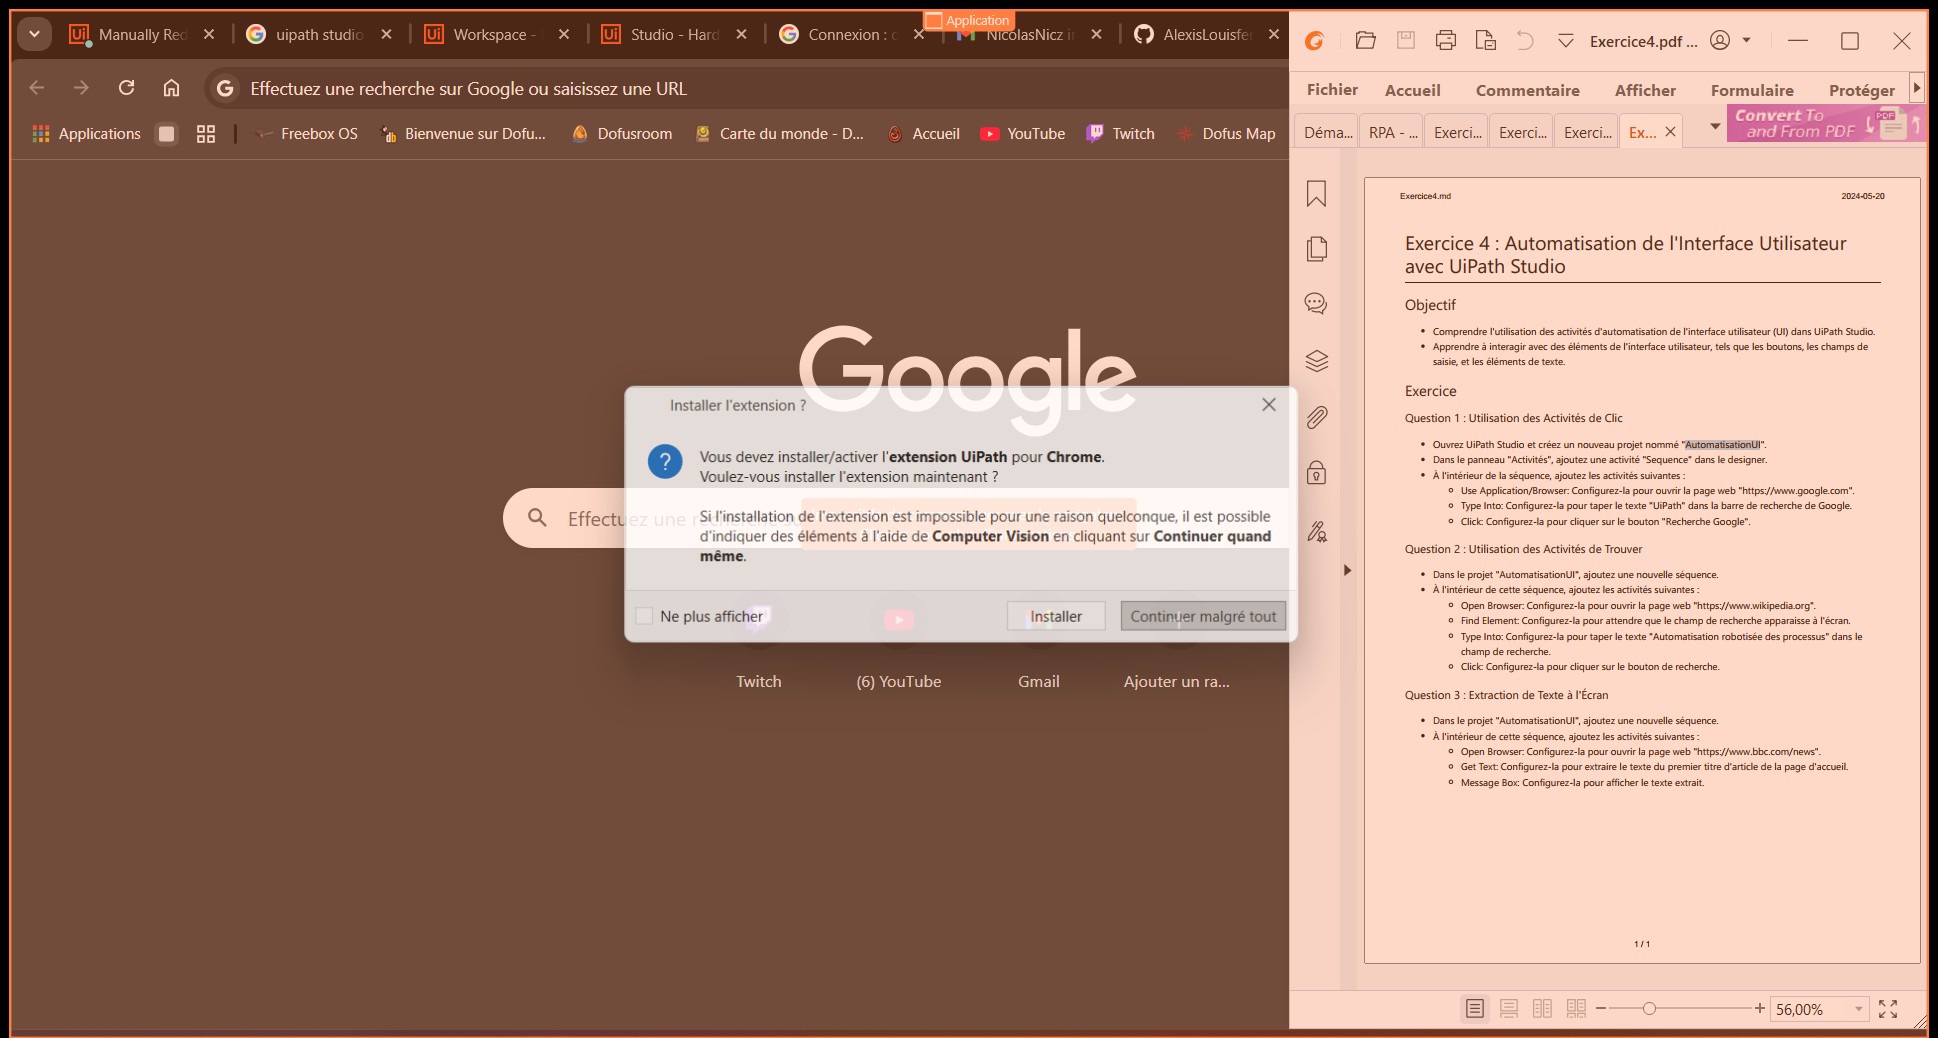 Application
Manually Red
uipath studio
Workspace -
Studio - Hard
Connexion : c
NicolasNicz i
AlexisLouisfe
Effectuez une recherche sur Google ou saisissez une URL
Applications
Freebox OS
Bienvenue sur Dofu...
Dofusroom
Carte du monde - D...
Accueil
YouTube
Twitch
Dofus Map
Google
Effectuez une
Installer l'extension ?
Vous devez installer/activer l'extension UiPath pour Chrome.
Voulez-vous installer l'extension maintenant ?
Si l'installation de l'extension est impossible pour une raison quelconque, il est possible
d'indiquer des éléments à l'aide de Computer Vision en cliquant sur Continuer quand
même.
Ne plus afficher
Installer
Continuer malgré tout
Twitch
(6) YouTube
Gmail
Ajouter un ra...
Exercice4.pdf ...
Fichier
Accueil
Commentaire
Afficher
Formulaire
Protéger
Déma...
RPA - ...
Exerci...
Exerci...
Exerci...
Ex...
Convert To
and From PDF
PDF
Exercice4.md
2024-05-20
Exercice 4 : Automatisation de l'Interface Utilisateur
avec UiPath Studio
Objectif
• Comprendre l'utilisation des activités d'automatisation de l'interface utilisateur (UI) dans UiPath Studio.
• Apprendre à interagir avec des éléments de l'interface utilisateur, tels que les boutons, les champs de
saisie, et les éléments de texte.
Exercice
Question 1 : Utilisation des Activités de Clic
• Ouvrez UiPath Studio et créez un nouveau projet nommé "AutomatisationUI".
• Dans le panneau "Activités", ajoutez une activité "Sequence" dans le designer.
• À l'intérieur de la séquence, ajoutez les activités suivantes :
Use Application/Browser: Configurez-la pour ouvrir la page web "https://www.google.com".
Type Into: Configurez-la pour taper le texte "UiPath" dans la barre de recherche de Google.
Click: Configurez-la pour cliquer sur le bouton "Recherche Google".
Question 2 : Utilisation des Activités de Trouver
• Dans le projet "AutomatisationUI", ajoutez une nouvelle séquence.
• À l'intérieur de cette séquence, ajoutez les activités suivantes :
Open Browser: Configurez-la pour ouvrir la page web "https://www.wikipedia.org".
Find Element: Configurez-la pour attendre que le champ de recherche apparaisse à l'écran.
Type Into: Configurez-la pour taper le texte "Automatisation robotisée des processus" dans le
champ de recherche.
Click: Configurez-la pour cliquer sur le bouton de recherche.
Question 3 : Extraction de Texte à l'Écran
• Dans le projet "AutomatisationUI", ajoutez une nouvelle séquence.
• À l'intérieur de cette séquence, ajoutez les activités suivantes :
Open Browser: Configurez-la pour ouvrir la page web "https://www.bbc.com/news".
Get Text: Configurez-la pour extraire le texte du premier titre d'article de la page d'accueil.
Message Box: Configurez-la pour afficher le texte extrait.
1 / 1
56,00%